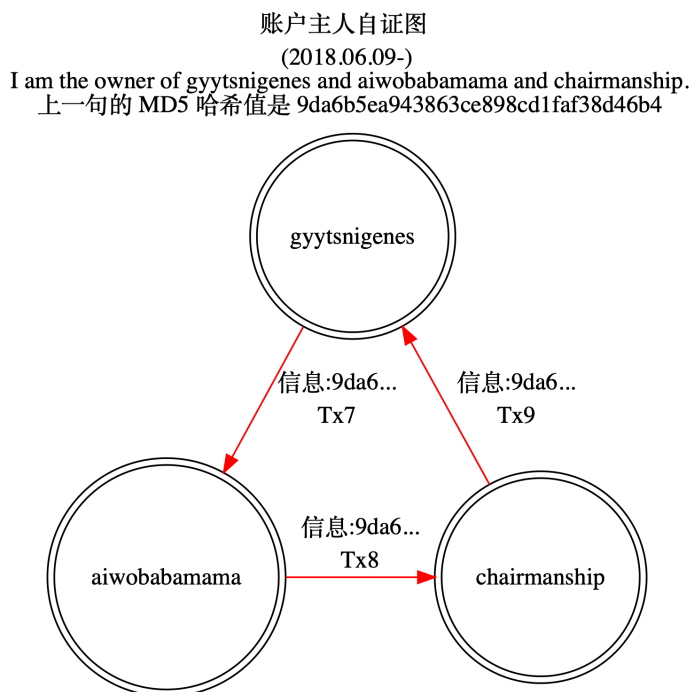 账户主人自证图
(2018.06.09-)
I am the owner of gyytsnigenes and aiwobabamama and chairmanship.
上一句的 MD5 哈希值是 9da6b5ea943863ce898cd1faf38d46b4
gyytsnigenes
信息:9da6...
Tx7
信息:9da6...
Tx9
信息:9da6...
Tx8
aiwobabamama
chairmanship